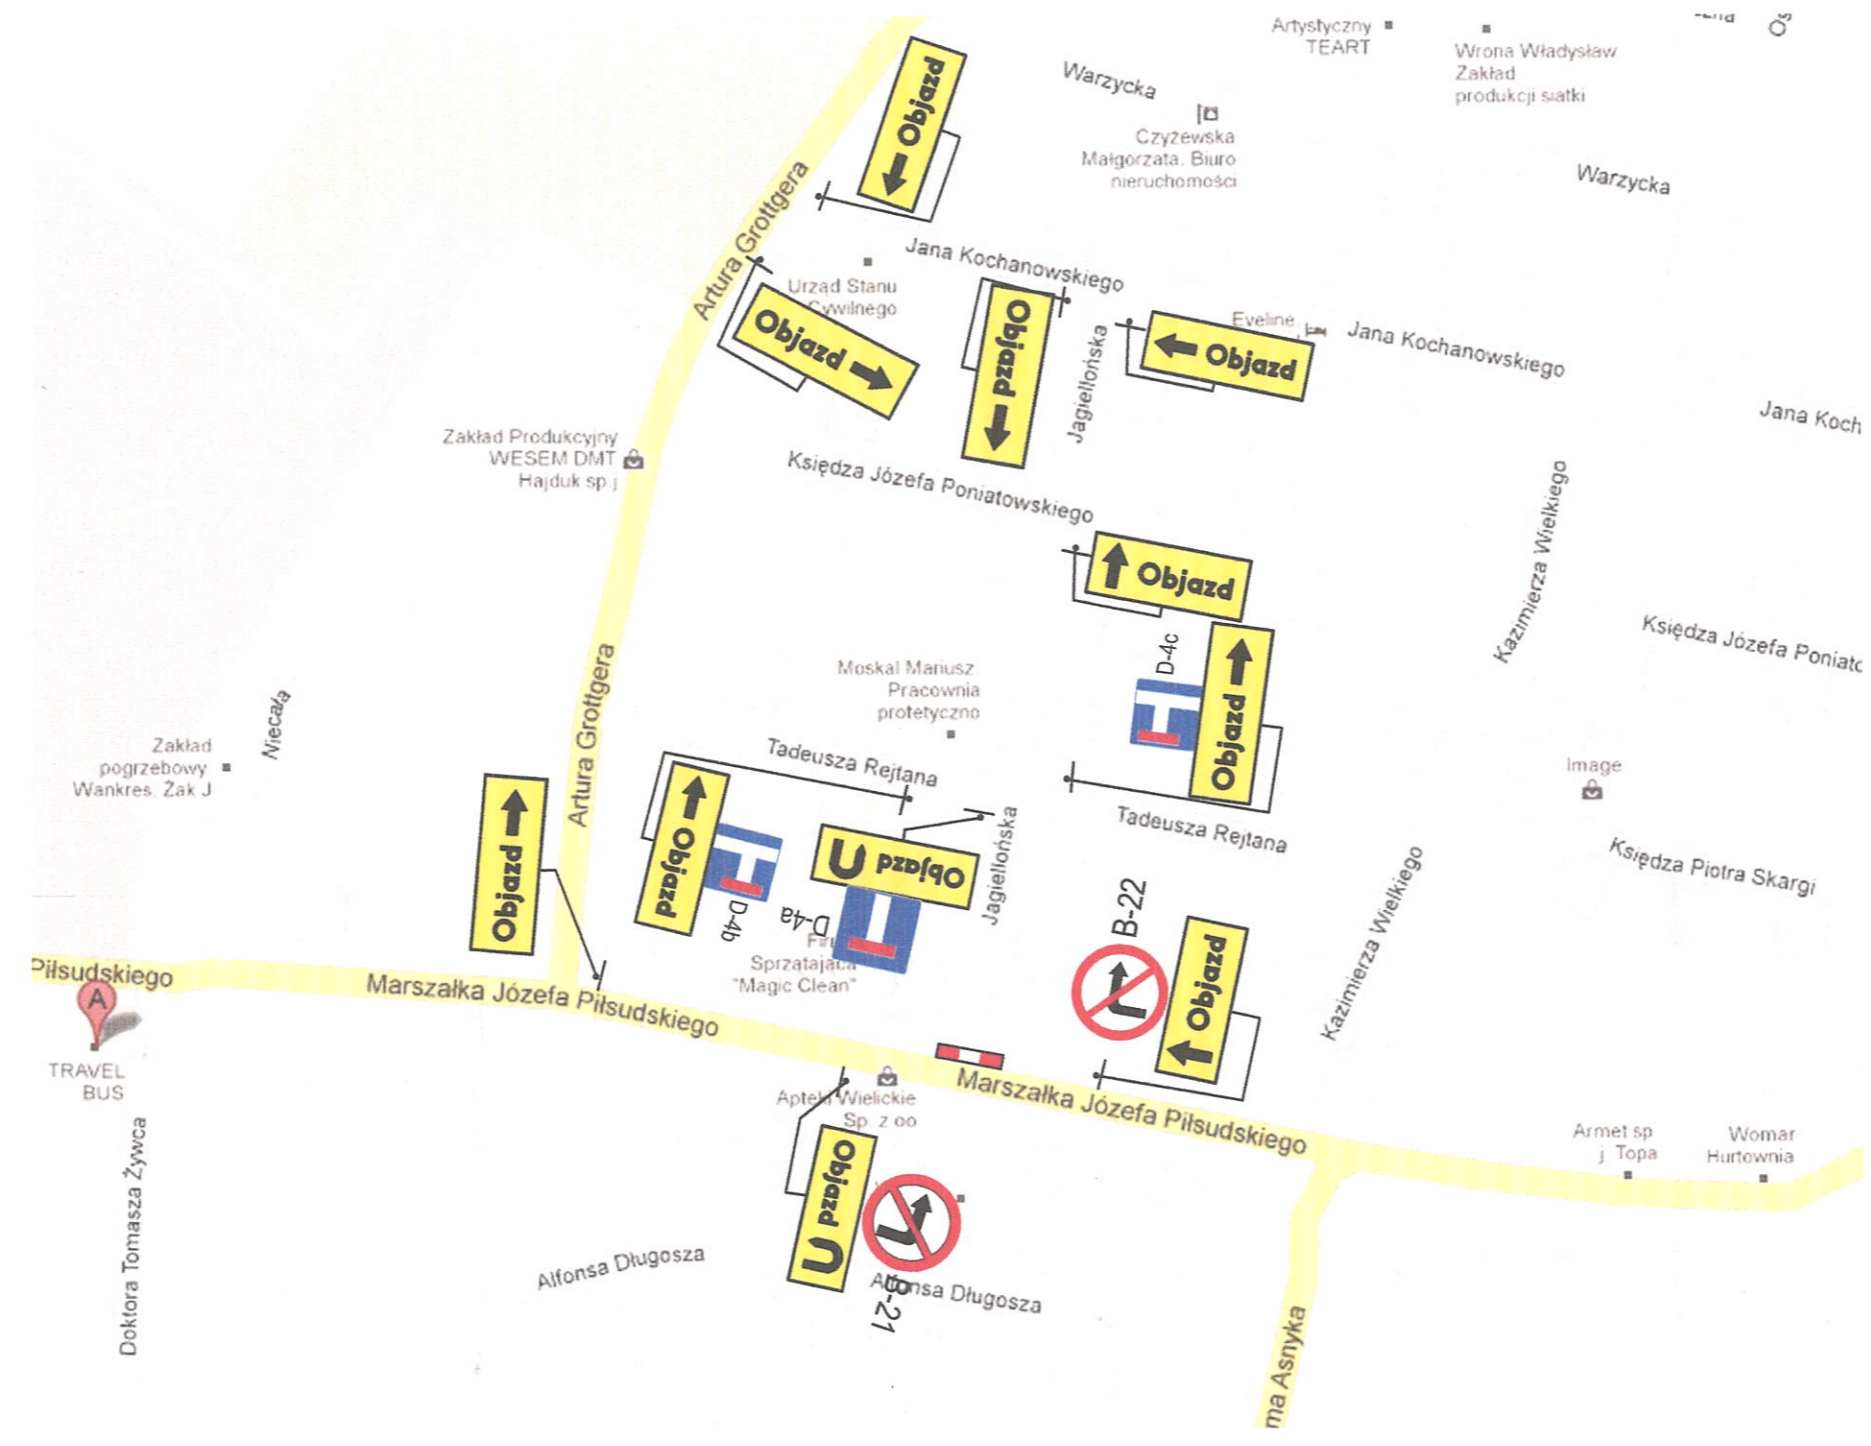 Artystyczny
TEART
Wrona Władysław
Zakład
produkcji siatki
Warzycka
Czyżewska
Małgorzata. Biuro
nieruchomości
Warzycka
Objazd
Artura Grottgera
Jana Kochanowskiego
Urząd Stanu
Cywilnego
Objazd
Objazd
Jagiellońska
Eveline
Objazd
Jana Kochanowskiego
Jana Koch
Zakład Produkcyjny
WESEM DMT
Hajduk sp.j
Księdza Józefa Poniatowskiego
Kazimierza Wielkiego
Objazd
D-4c
Objazd
Księdza Józefa Poniatc
Moskal Mariusz.
Pracownia
protetyczno
Niecała
Artura Grottgera
Zakład
pogrzebowy
Wankres. Żak J
Tadeusza Rejtana
Image
Objazd
Objazd
D-4b
Objazd
D-4a
Jagiellońska
Tadeusza Rejtana
Księdza Piotra Skargi
B-22
Objazd
Kazimierza Wielkiego
Sprzątająca
"Magic Clean"
Piłsudskiego
A
Marszałka Józefa Piłsudskiego
TRAVEL
BUS
Apteki Wielickie
Sp. z oo
Marszałka Józefa Piłsudskiego
Armet sp
j. Topa
Womar
Hurtownia
Doktora Tomasza Żywca
Objazd
B-21
Alfonsa Długosza
Alfonsa Długosza
ma Asnyka